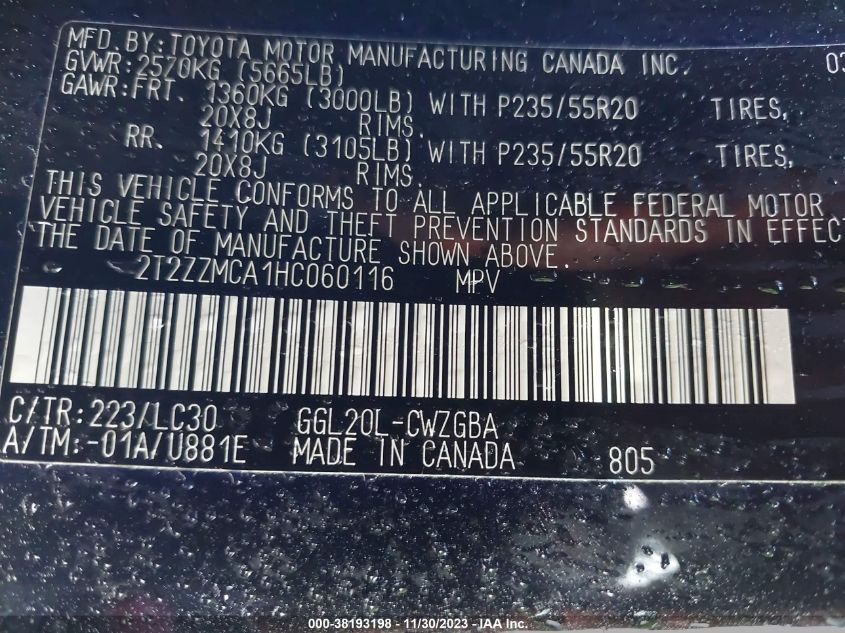 MFD. BY: TOYOTA MOTOR MANUFACTURING CANADA INC. 03
GVWR: 2570KG (5665LB)
GAWR: FRT. 1360KG (3000LB) WITH P235/55R20 TIRES,
20X8J RIMS.
RR. 1410KG (3105LB) WITH P235/55R20 TIRES,
20X8J RIMS.
THIS VEHICLE CONFORMS TO ALL APPLICABLE FEDERAL MOTOR
VEHICLE SAFETY AND THEFT PREVENTION STANDARDS IN EFFECT
THE DATE OF MANUFACTURE SHOWN ABOVE.
2T2ZZMCA1HC060116 MPV
C/TR: 223/LC30 GGL20L-CWZGBA
A/TM: -01A/U881E MADE IN CANADA 805
000-38193198 - 11/30/2023 - IAA Inc.